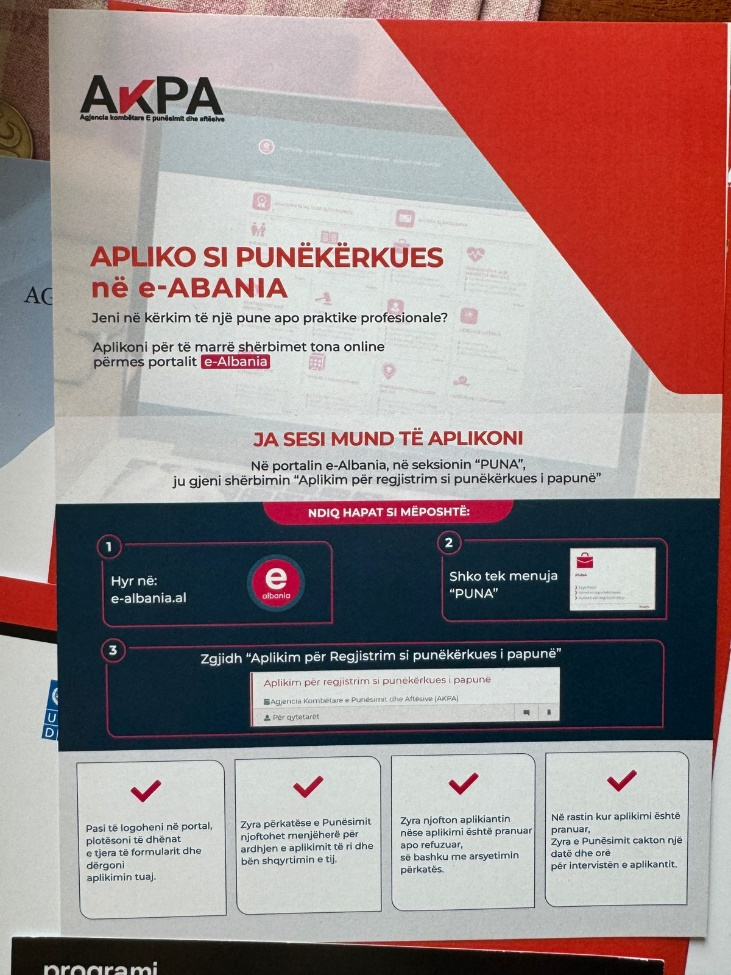 AKPA
Agjencia kombëtare E punësimit dhe aftësive
AG
APLIKO SI PUNËKËRKUES
në e-ABANIA
Jeni në kërkim të një pune apo praktike profesionale?
Aplikoni për të marrë shërbimet tona online
përmes portalit e-Albania
JA SESI MUND TË APLIKONI
Në portalin e-Albania, në seksionin “PUNA”,
ju gjeni shërbimin “Aplikim për regjistrim si punëkërkues i papunë”
NDIQ HAPAT SI MËPOSHTË:
1
Hyr në:
e-albania.al
e
albania
2
Shko tek menuja
“PUNA”
3
Zgjidh “Aplikim për Regjistrim si punëkërkues i papunë”
Aplikim për regjistrim si punëkërkues i papunë
Agjencia Kombëtare e Punësimit dhe Aftësive (AKPA)
Për qytetarët
U
D
Pasi të logoheni në portal,
plotësoni të dhënat
e tjera të formularit dhe
dërgoni
aplikimin tuaj.
Zyra përkatëse e Punësimit
njoftohet menjëherë për
ardhjen e aplikimit të ri dhe
bën shqyrtimin e tij.
Zyra njofton aplikiantin
nëse aplikimi është pranuar
apo refuzuar,
së bashku me arsyetimin
përkatës.
Në rastin kur aplikimi është
pranuar,
Zyra e Punësimit cakton një
datë dhe orë
për intervistën e aplikantit.
programi